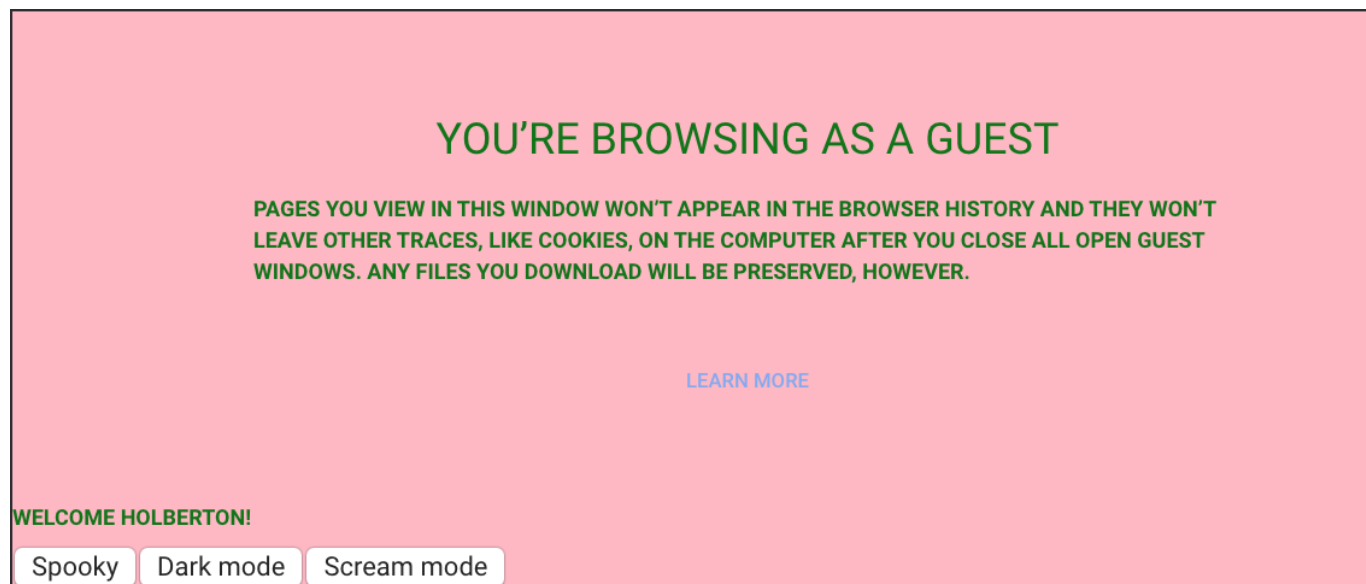 YOU’RE BROWSING AS A GUEST
PAGES YOU VIEW IN THIS WINDOW WON’T APPEAR IN THE BROWSER HISTORY AND THEY WON’T
LEAVE OTHER TRACES, LIKE COOKIES, ON THE COMPUTER AFTER YOU CLOSE ALL OPEN GUEST
WINDOWS. ANY FILES YOU DOWNLOAD WILL BE PRESERVED, HOWEVER.
LEARN MORE
WELCOME HOLBERTON!
Spooky Dark mode Scream mode